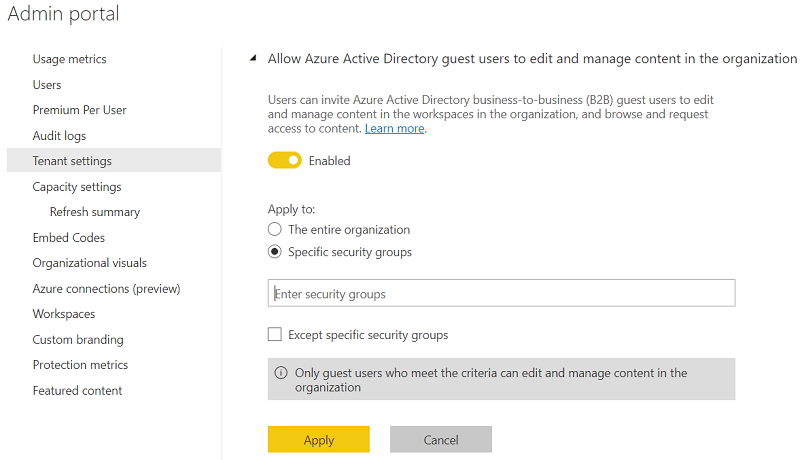 Admin portal
Usage metrics
Users
Premium Per User
Audit logs
Tenant settings
Capacity settings
Refresh summary
Embed Codes
Organizational visuals
Azure connections (preview)
Workspaces
Custom branding
Protection metrics
Featured content
Allow Azure Active Directory guest users to edit and manage content in the organization
Users can invite Azure Active Directory business-to-business (B2B) guest users to edit
and manage content in the workspaces in the organization, and browse and request
access to content. Learn more.
Enabled
Apply to:
The entire organization
Specific security groups
Enter security groups
Except specific security groups
Only guest users who meet the criteria can edit and manage content in the
organization
Apply
Cancel